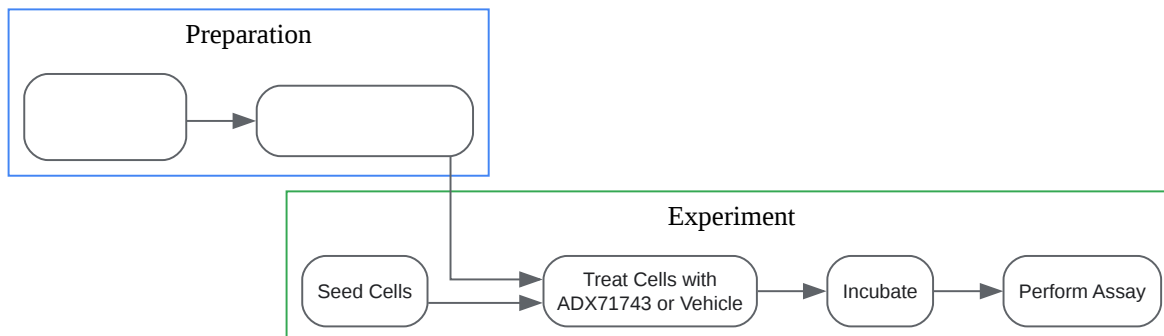 Preparation
Experiment
Seed Cells
Treat Cells with
ADX71743 or Vehicle
Incubate
Perform Assay